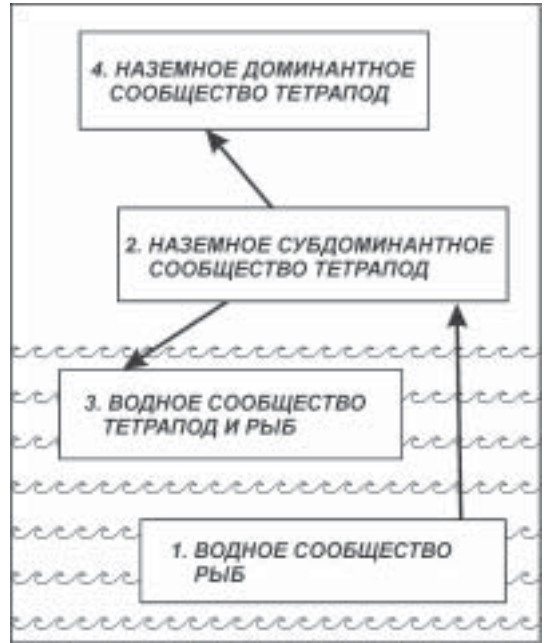 4. НАЗЕМНОЕ ДОМИНАНТНОЕ
СООБЩЕСТВО ТЕТРАПОД
2. НАЗЕМНОЕ СУБДОМИНАНТНОЕ
СООБЩЕСТВО ТЕТРАПОД
3. ВОДНОЕ СООБЩЕСТВО
ТЕТРАПОД И РЫБ
1. ВОДНОЕ СООБЩЕСТВО
РЫБ